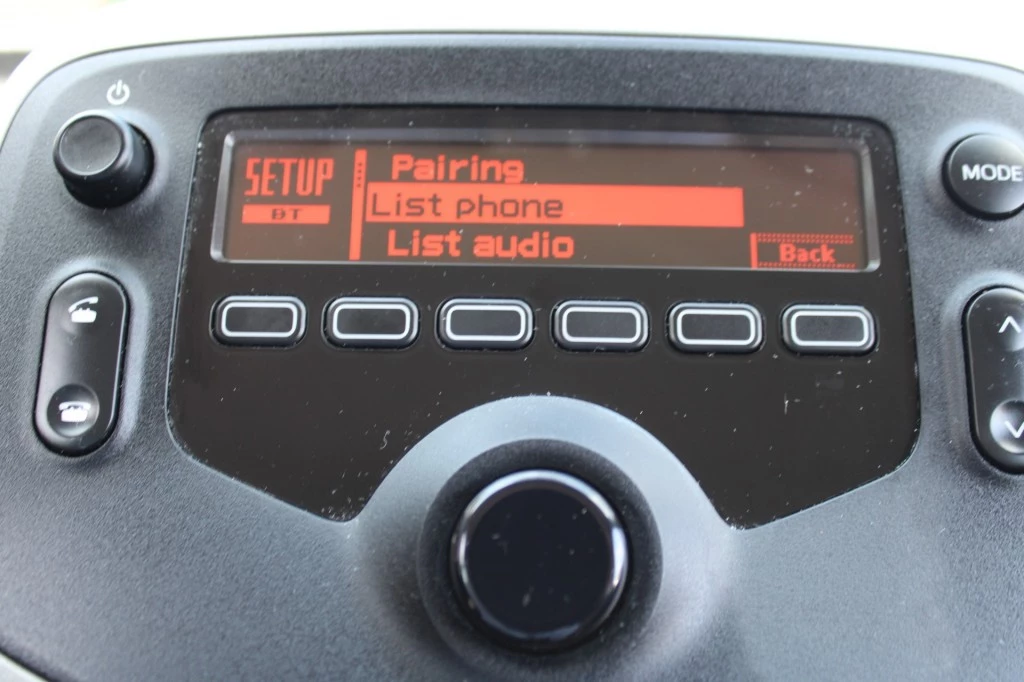 MODE
SETUP
BT
Pairing
List phone
List audio
Back